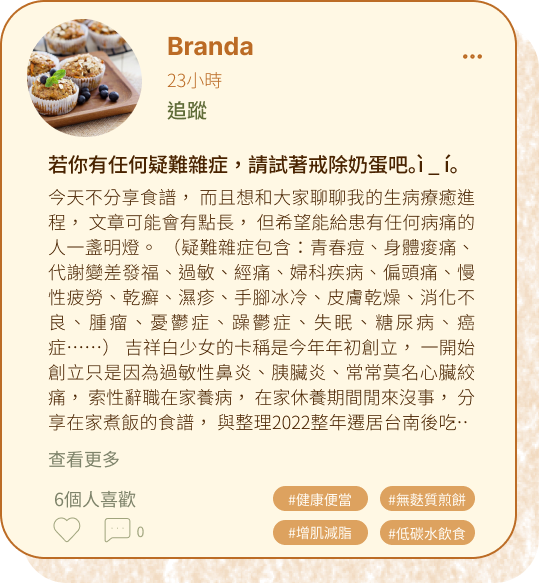 Branda
23小時
追蹤
若你有任何疑難雜症，請試著戒除奶蛋吧｡ì _ í｡
今天不分享食譜， 而且想和大家聊聊我的生病療癒進
程， 文章可能會有點長， 但希望能給患有任何病痛的
人一盞明燈。 （疑難雜症包含：青春痘、身體痠痛、
代謝變差發福、過敏、經痛、婦科疾病、偏頭痛、慢
性疲勞、乾癬、濕疹、手腳冰冷、皮膚乾燥、消化不
良、腫瘤、憂鬱症、躁鬱症、失眠、糖尿病、癌
症……） 吉祥白少女的卡稱是今年年初創立， 一開始
創立只是因為過敏性鼻炎、胰臟炎、常常莫名心臟絞
痛， 索性辭職在家養病， 在家休養期間閒來沒事， 分
享在家煮飯的食譜， 與整理2022整年遷居台南後吃⋯
查看更多
6個人喜歡
#健康便當
#無麩質煎餅
0
#增肌減脂
#低碳水飲食